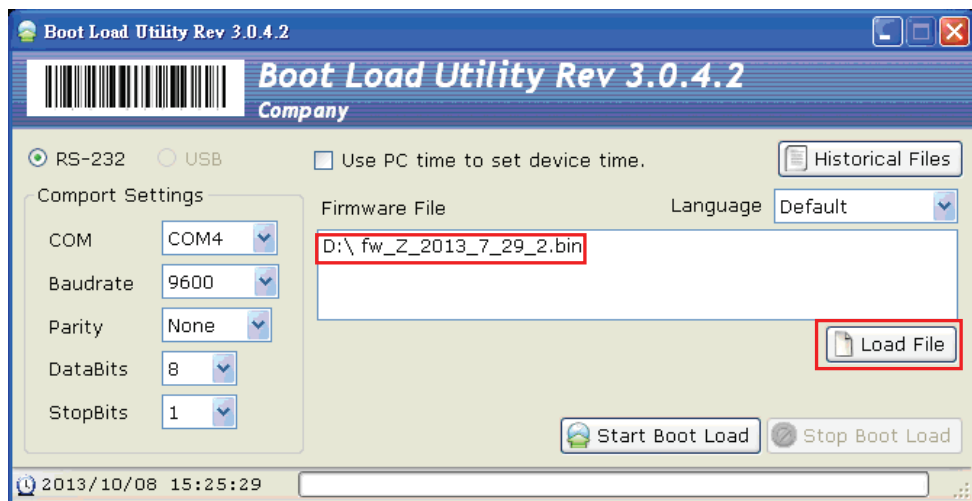 Boot Load Utility Rev 3.0.4.2
Boot Load Utility Rev 3.0.4.2
Company
RS-232 USB Use PC time to set device time. Historical Files
Comport Settings
Firmware File Language Default
COM COM4
D:\ fw_Z_2013_7_29_2.bin
Baudrate 9600
Parity None
Load File
DataBits 8
StopBits 1
Start Boot Load Stop Boot Load
2013/10/08 15:25:29